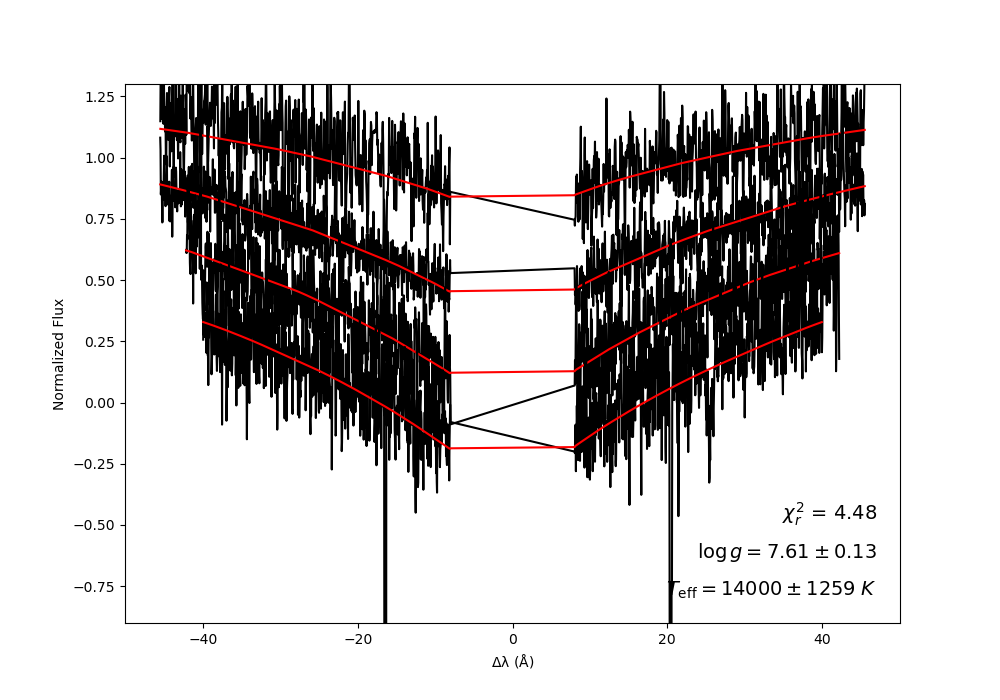 1.25
1.00
0.75
0.50
0.25
0.00
−0.25
−0.50
−0.75
Normalized Flux
χ²ᵣ = 4.48
log g = 7.61 ± 0.13
T_eff = 14000 ± 1259 K
−40 −20 0 20 40
Δλ (Å)